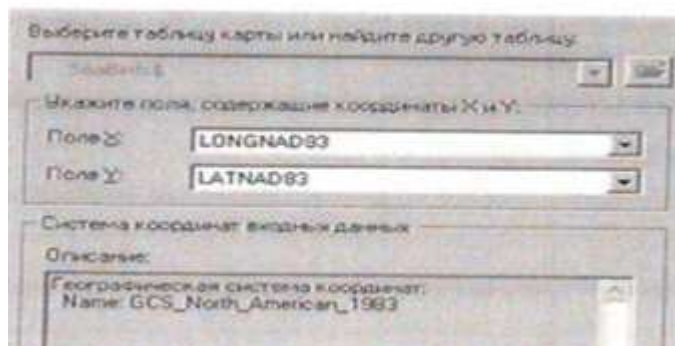 Выберите таблицу карты или найдите другую таблицу:
Укажите поля, содержащие координаты X и Y:
Поле X:
LONGNAD83
Поле Y:
LATNAD83
Система координат входных данных
Описание:
Географическая система координат:
Name: GCS_North_American_1983